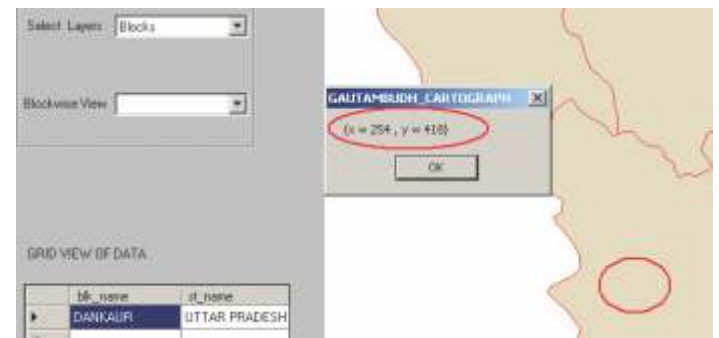 Select Layers Blocks
Blockwise View
GAUTAMBUDH_CARTOGRAPH
(x = 254 , y = 418)
OK
GRID VIEW OF DATA
blk_name st_name
DANKAUR UTTAR PRADESH